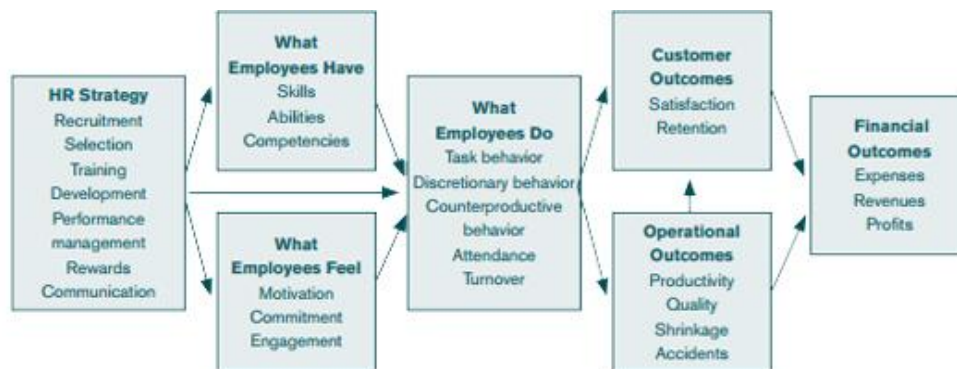 HR Strategy
Recruitment
Selection
Training
Development
Performance
management
Rewards
Communication
What
Employees Have
Skills
Abilities
Competencies
What
Employees Feel
Motivation
Commitment
Engagement
What
Employees Do
Task behavior
Discretionary behavior
Counterproductive
behavior
Attendance
Turnover
Customer
Outcomes
Satisfaction
Retention
Operational
Outcomes
Productivity
Quality
Shrinkage
Accidents
Financial
Outcomes
Expenses
Revenues
Profits